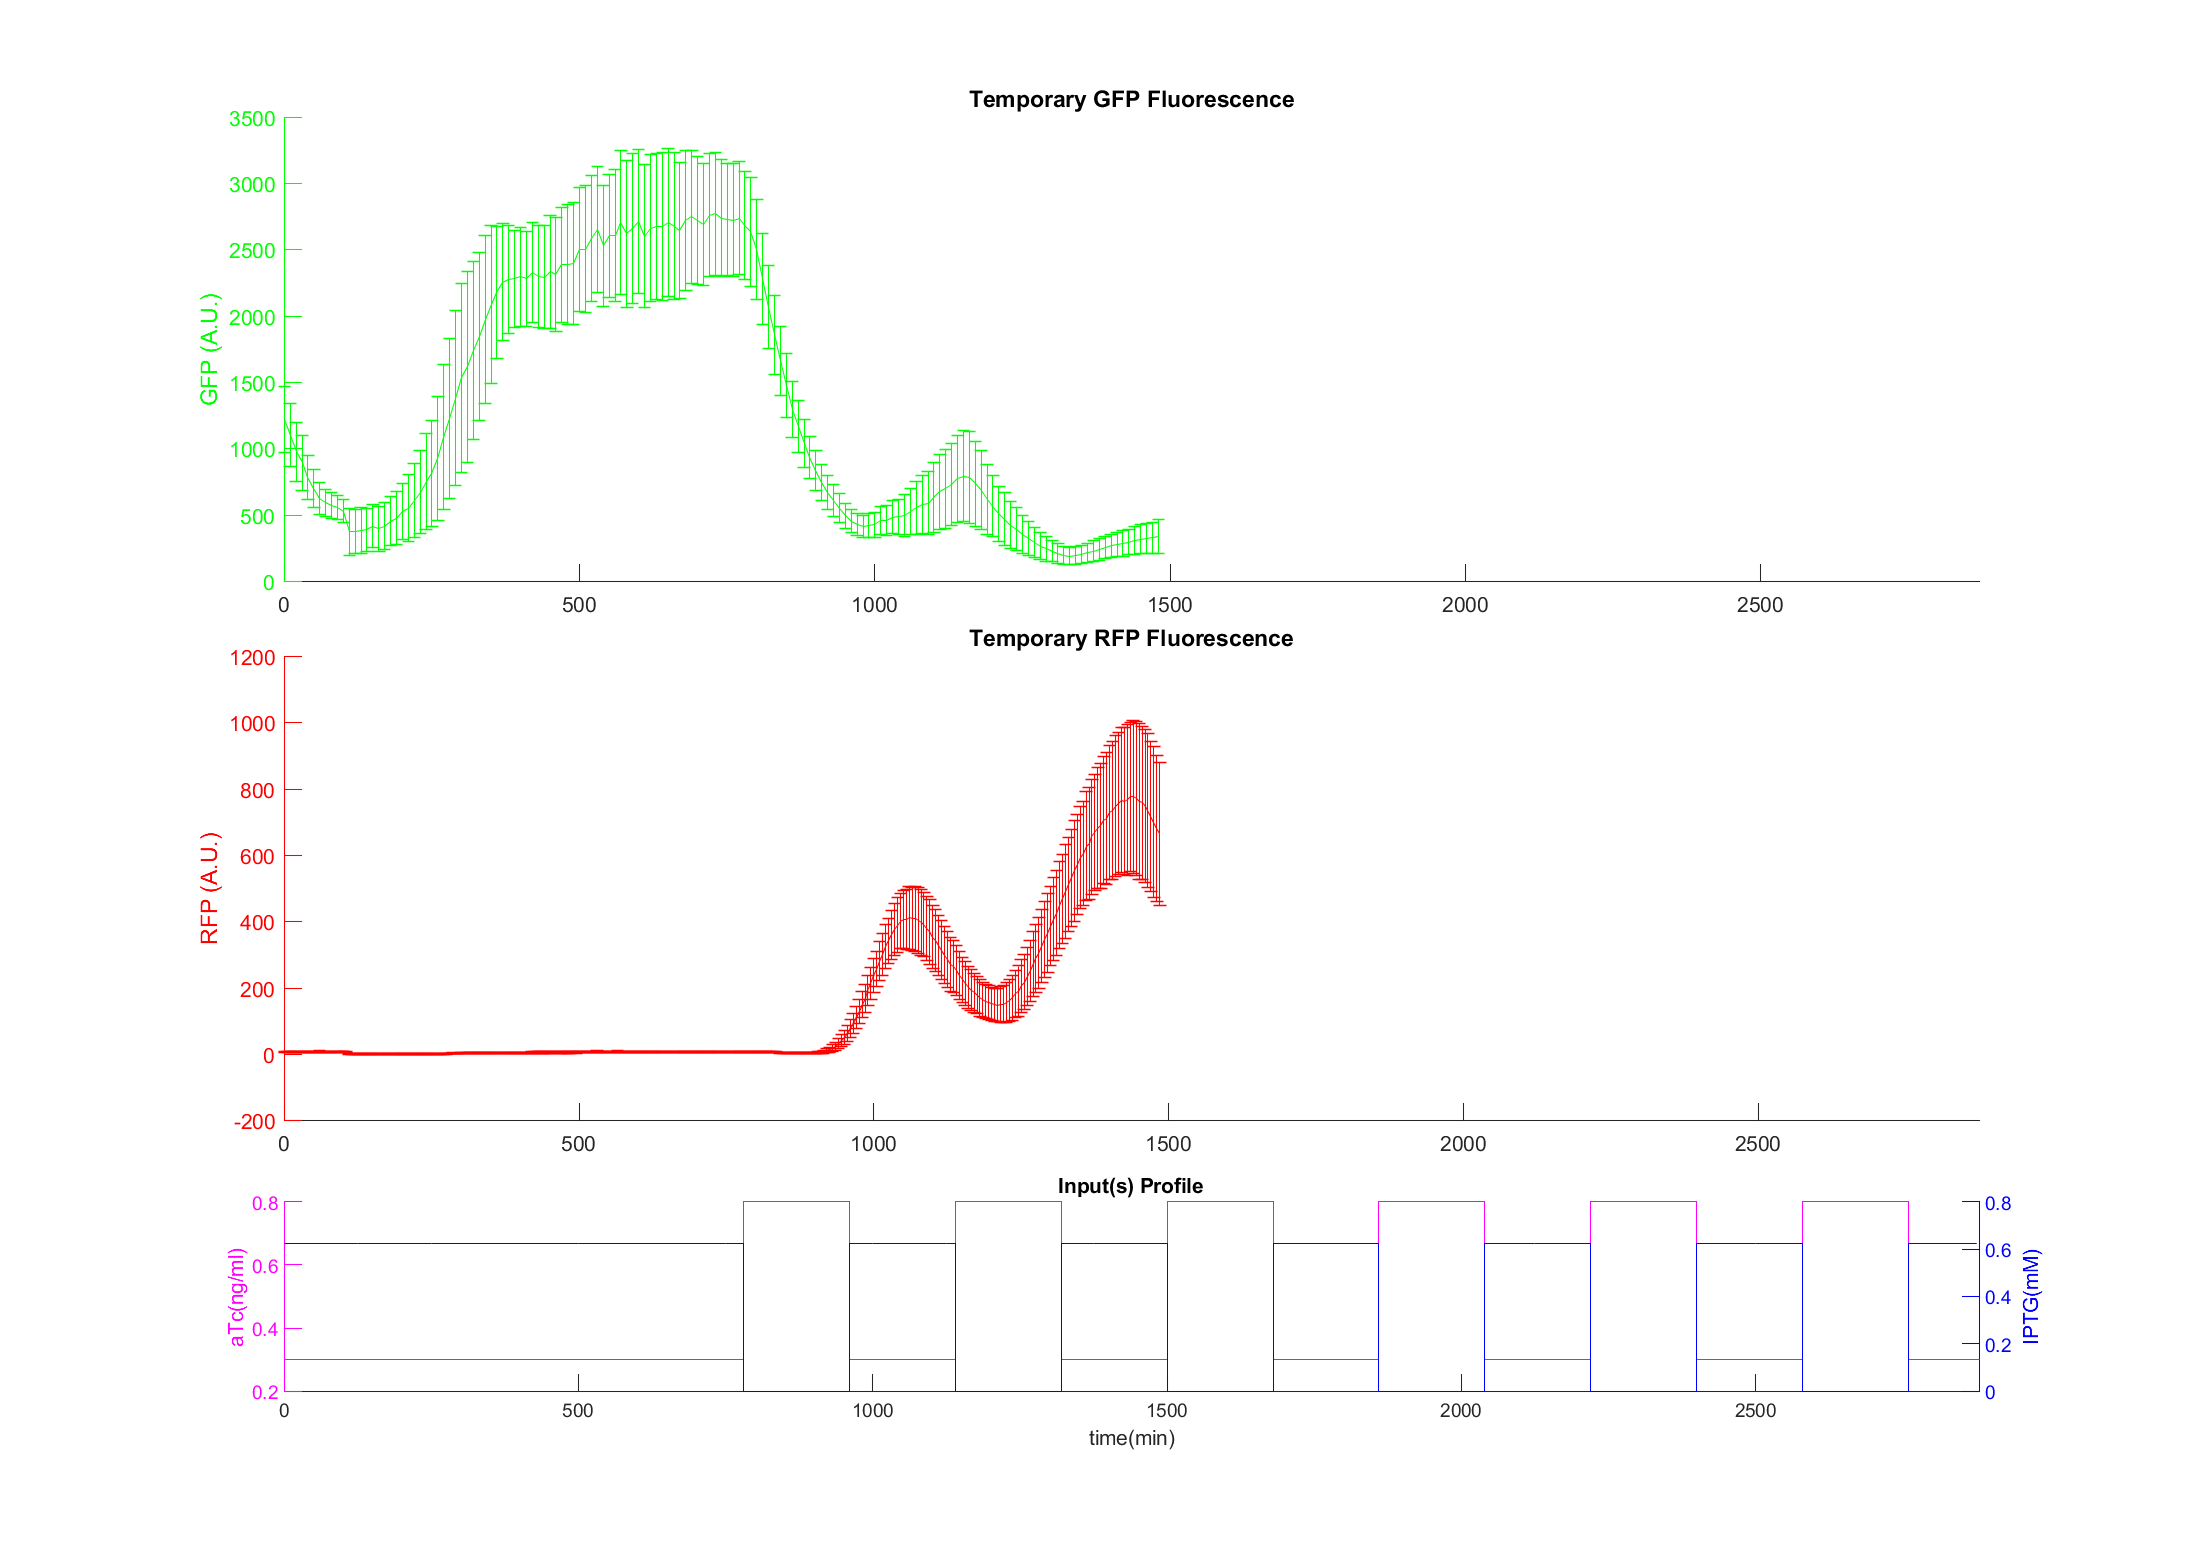 Temporary GFP Fluorescence
3500
3000
2500
2000
1500
1000
500
0
GFP (A.U.)
0 500 1000 1500 2000 2500
Temporary RFP Fluorescence
1200
1000
800
600
400
200
0
-200
RFP (A.U.)
0 500 1000 1500 2000 2500
Input(s) Profile
0.8
0.6
0.4
0.2
aTc(ng/ml)
0.8
0.6
0.4
0.2
0
IPTG(mM)
0 500 1000 1500 2000 2500
time(min)